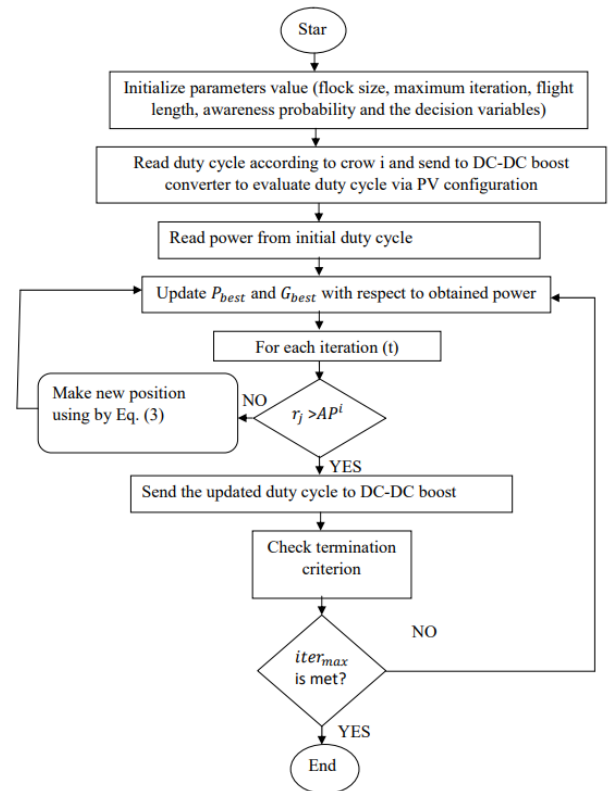 Star
Initialize parameters value (flock size, maximum iteration, flight
length, awareness probability and the decision variables)
Read duty cycle according to crow i and send to DC-DC boost
converter to evaluate duty cycle via PV configuration
Read power from initial duty cycle
Update P_best and G_best with respect to obtained power
For each iteration (t)
Make new position
using by Eq. (3)
NO
r_j >AP^i
YES
Send the updated duty cycle to DC-DC boost
Check termination
criterion
NO
iter_max
is met?
YES
End